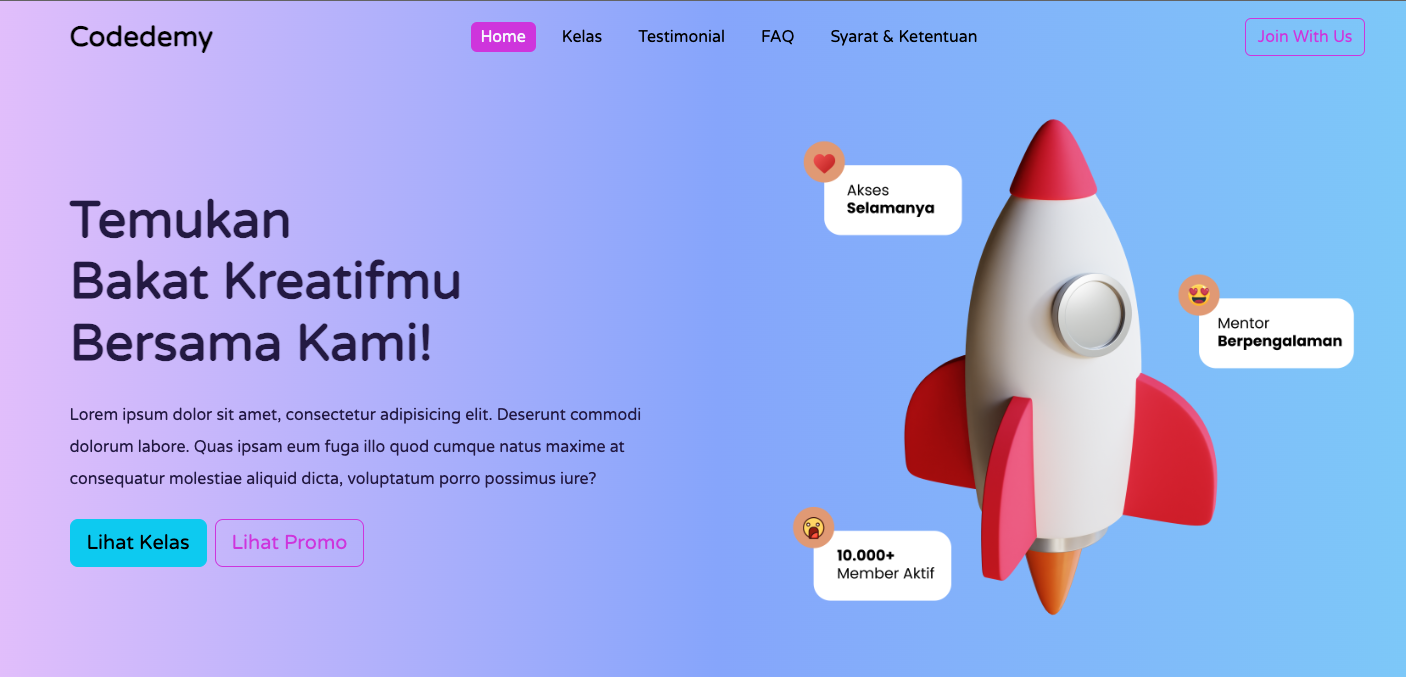 Codedemy
Home
Kelas
Testimonial
FAQ
Syarat & Ketentuan
Join With Us
Temukan
Bakat Kreatifmu
Bersama Kami!
Lorem ipsum dolor sit amet, consectetur adipisicing elit. Deserunt commodi
dolorum labore. Quas ipsam eum fuga illo quod cumque natus maxime at
consequatur molestiae aliquid dicta, voluptatum porro possimus iure?
Lihat Kelas
Lihat Promo
Akses
Selamanya
Mentor
Berpengalaman
10.000+
Member Aktif